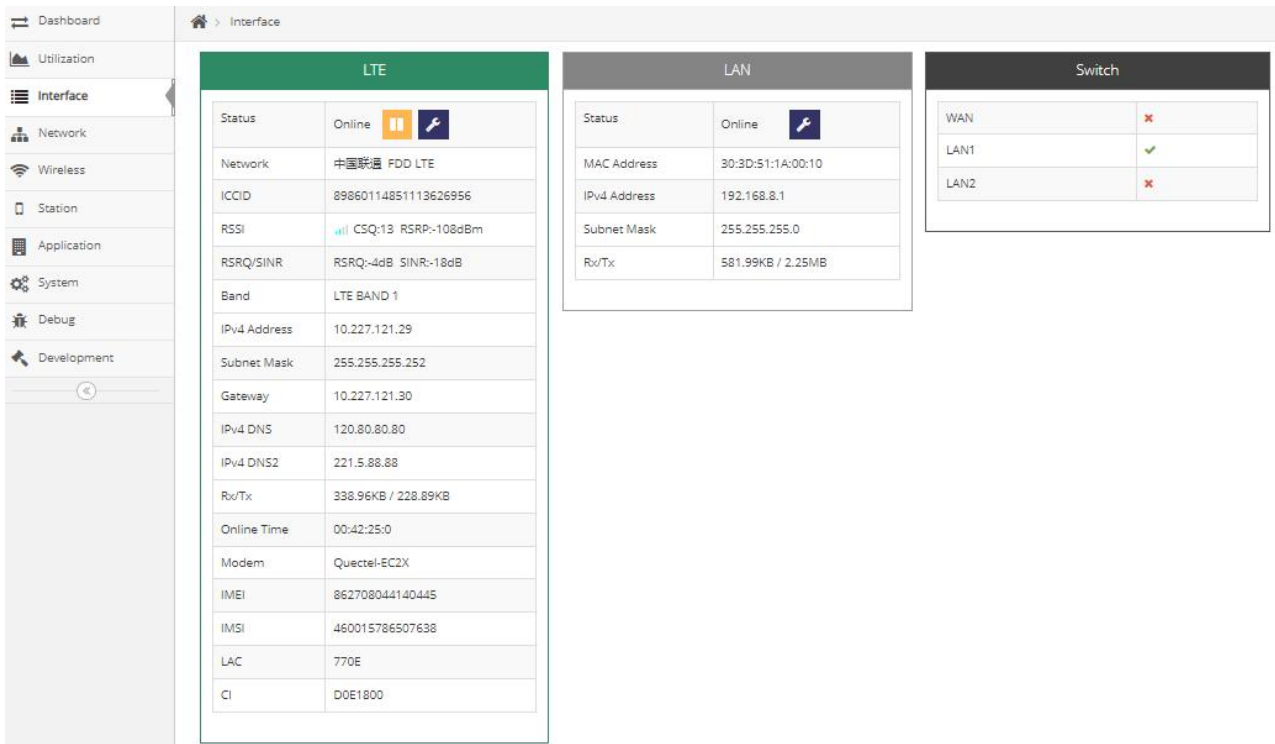 Dashboard
Utilization
Interface
Network
Wireless
Station
Application
System
Debug
Development
> Interface
LTE
Status Online
Network 中国联通 FDD LTE
ICCID 89860114851113626956
RSSI CSQ:13 RSRP:-108dBm
RSRQ/SINR RSRQ:-4dB SINR:-18dB
Band LTE BAND 1
IPv4 Address 10.227.121.29
Subnet Mask 255.255.255.252
Gateway 10.227.121.30
IPv4 DNS 120.80.80.80
IPv4 DNS2 221.5.88.88
Rx/Tx 338.96KB / 228.89KB
Online Time 00:42:25:0
Modem Quectel-EC2X
IMEI 862708044140445
IMSI 460015786507638
LAC 770E
CI D0E1800
LAN
Status Online
MAC Address 30:3D:51:1A:00:10
IPv4 Address 192.168.8.1
Subnet Mask 255.255.255.0
Rx/Tx 581.99KB / 2.25MB
Switch
WAN
LAN1
LAN2